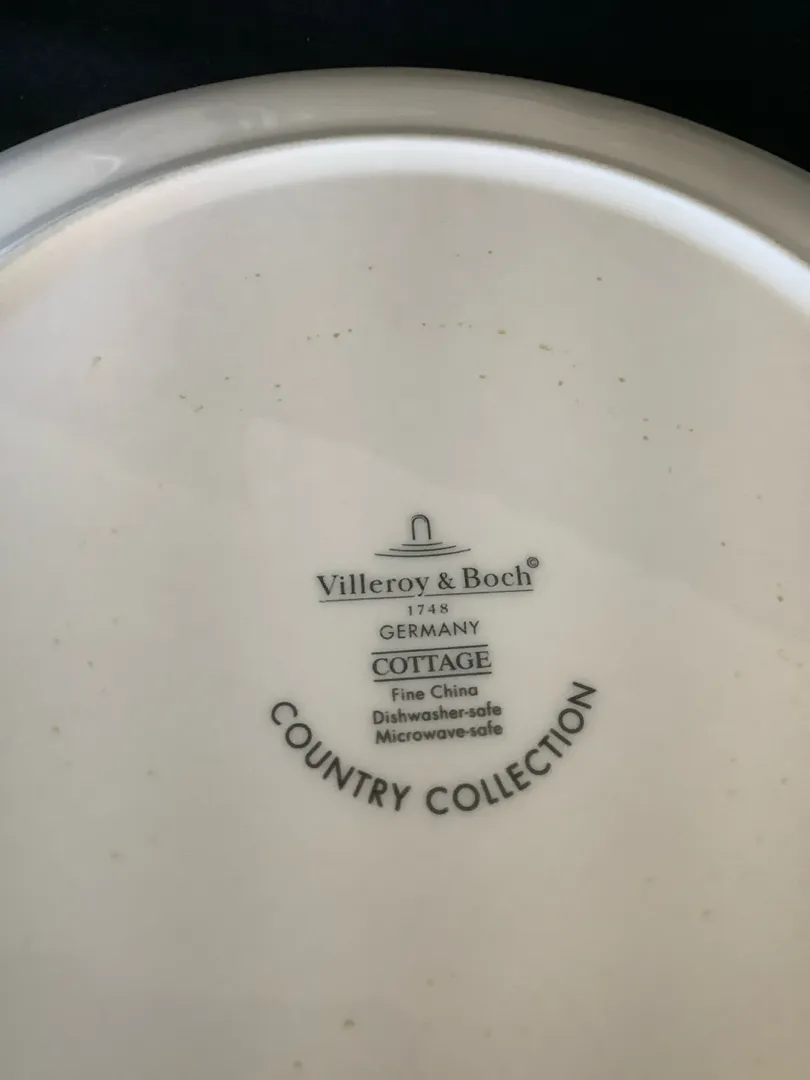 Villeroy & Boch©
1748
GERMANY
COTTAGE
Fine China
Dishwasher-safe
Microwave-safe
COUNTRY COLLECTION